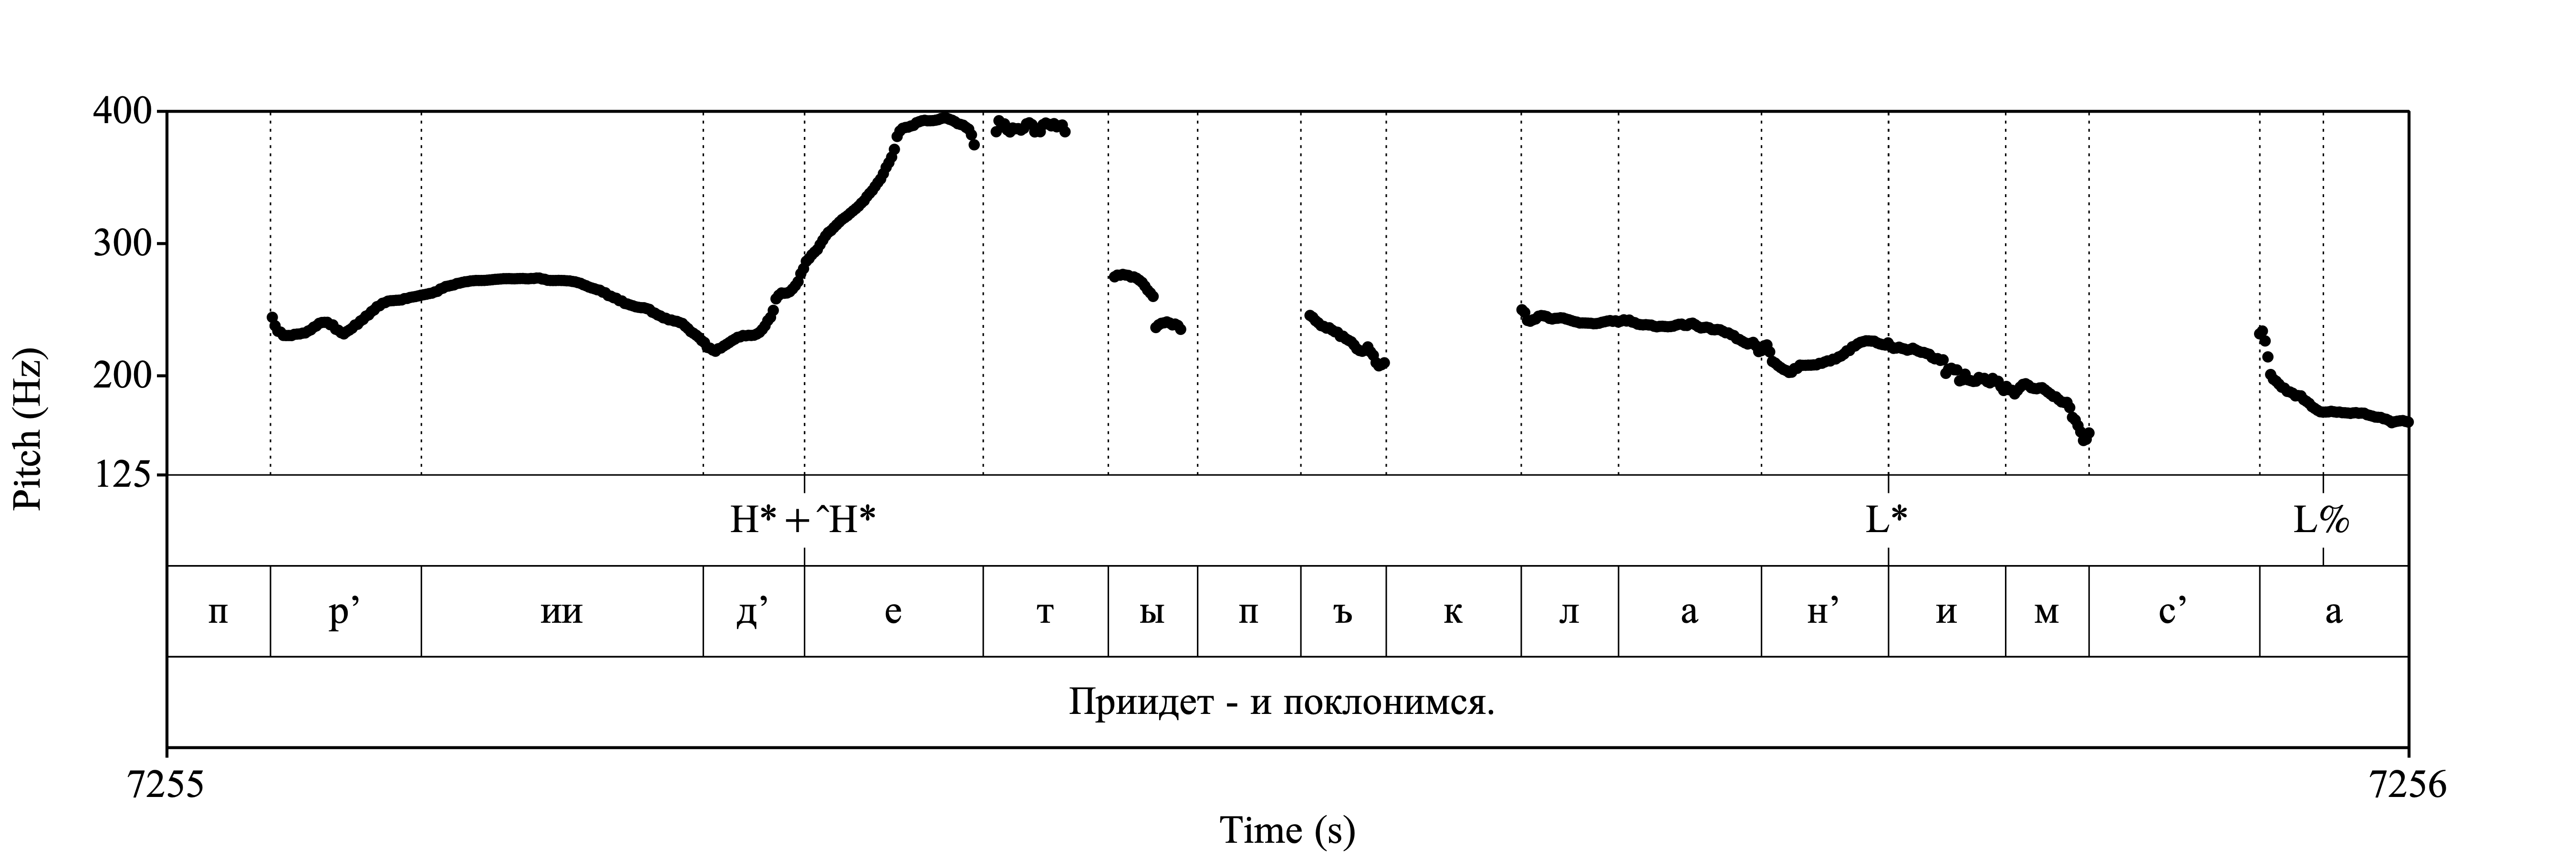 400
300
200
125
Pitch (Hz)
H* + ^H* L* L%
п р’ ии д’ е т ы п ъ к л а н’ и м с’ а
Приидет - и поклонимся.
7255 7256
Time (s)